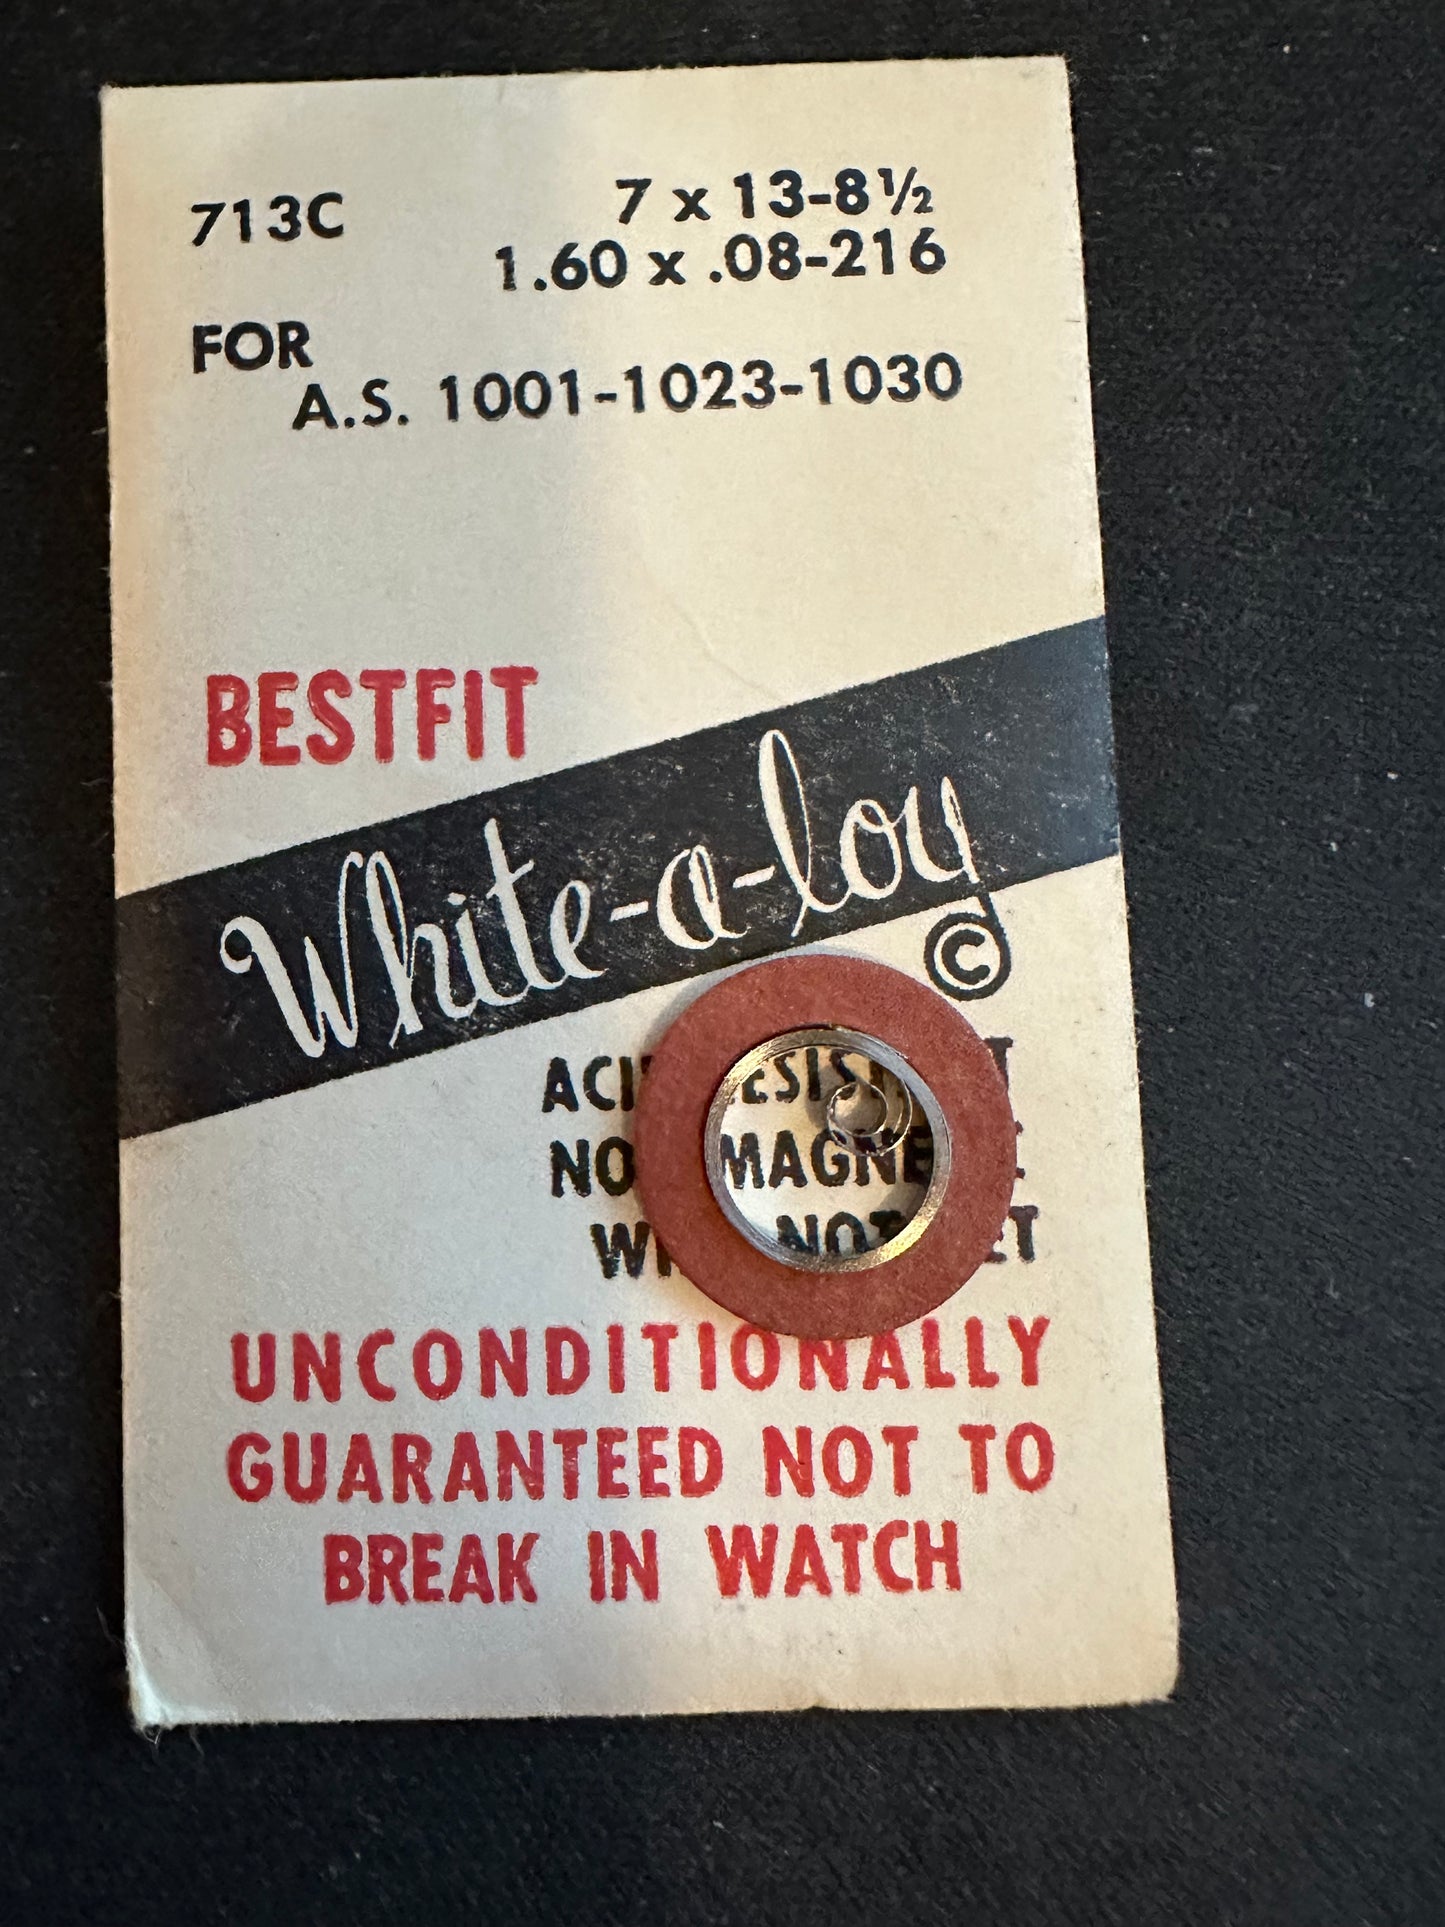 713C 7 x 13-8½
1.60 x .08-216
FOR
A.S. 1001-1023-1030
BESTFIT
White-a-loy
©
NOT
UNCONDITIONALLY
GUARANTEED NOT TO
BREAK IN WATCH